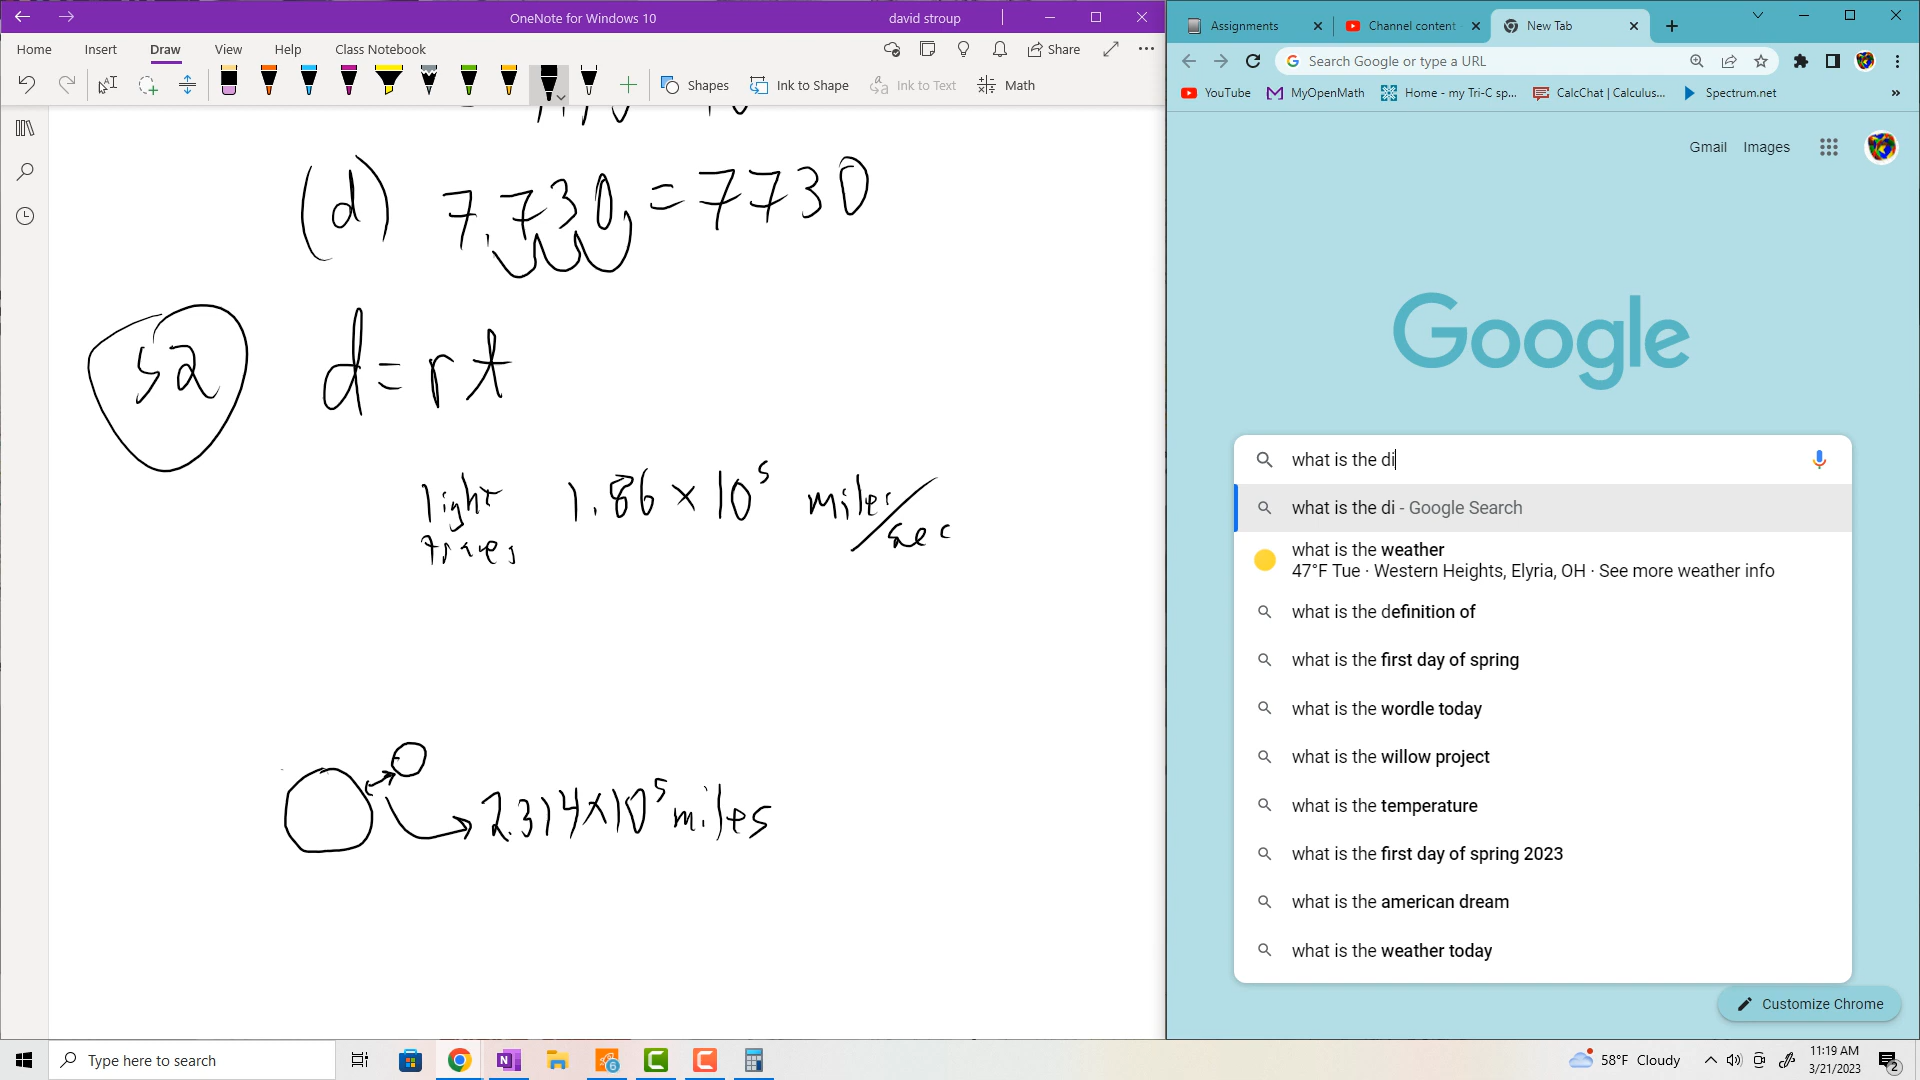 OneNote for Windows 10
david stroup
Home Insert Draw View Help Class Notebook Share
Shapes Ink to Shape Ink to Text Math
(d) 7.730 = 7730
52 d = rt
light 1.86 × 10⁵ miles/sec
2.314×10⁵ miles
Assignments Channel content New Tab
Search Google or type a URL
YouTube MyOpenMath Home - my Tri-C sp... CalcChat | Calculus... Spectrum.net »
Gmail Images
Google
what is the di
what is the di - Google Search
what is the weather
47°F Tue · Western Heights, Elyria, OH · See more weather info
what is the definition of
what is the first day of spring
what is the wordle today
what is the willow project
what is the temperature
what is the first day of spring 2023
what is the american dream
what is the weather today
Customize Chrome
Type here to search
6
58°F Cloudy
11:19 AM
3/21/2023
2